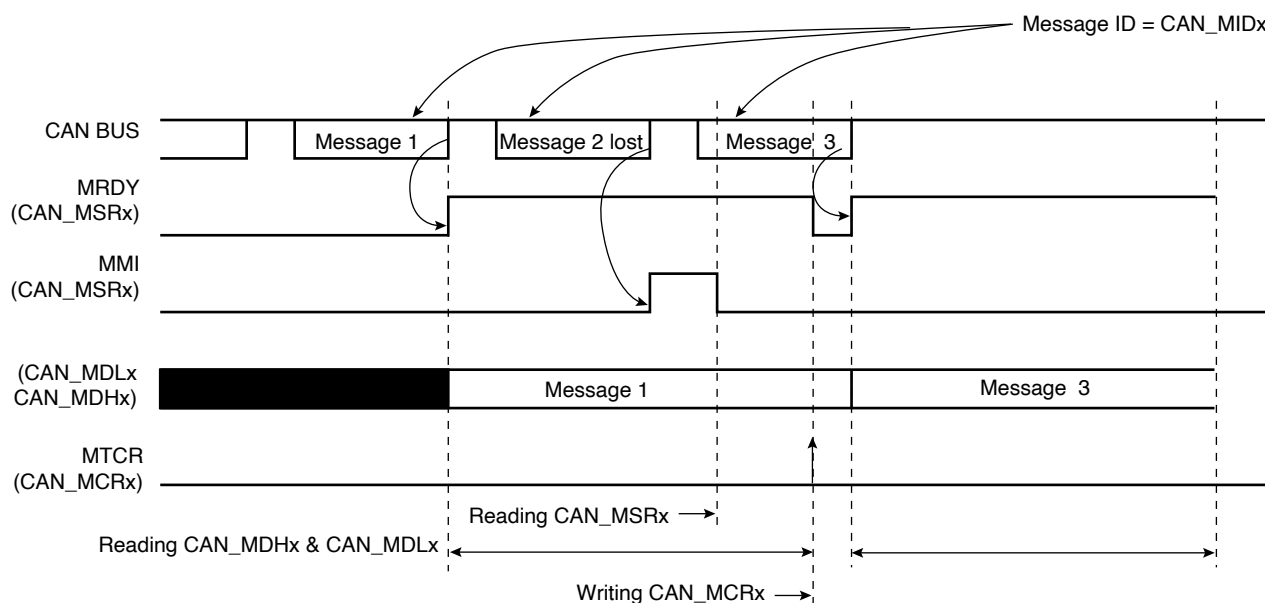 Message ID = CAN_MIDx
CAN BUS
Message 1
Message 2 lost
Message 3
MRDY
(CAN_MSRx)
MMI
(CAN_MSRx)
(CAN_MDLx
CAN_MDHx)
Message 1
Message 3
MTCR
(CAN_MCRx)
Reading CAN_MSRx
Reading CAN_MDHx & CAN_MDLx
Writing CAN_MCRx